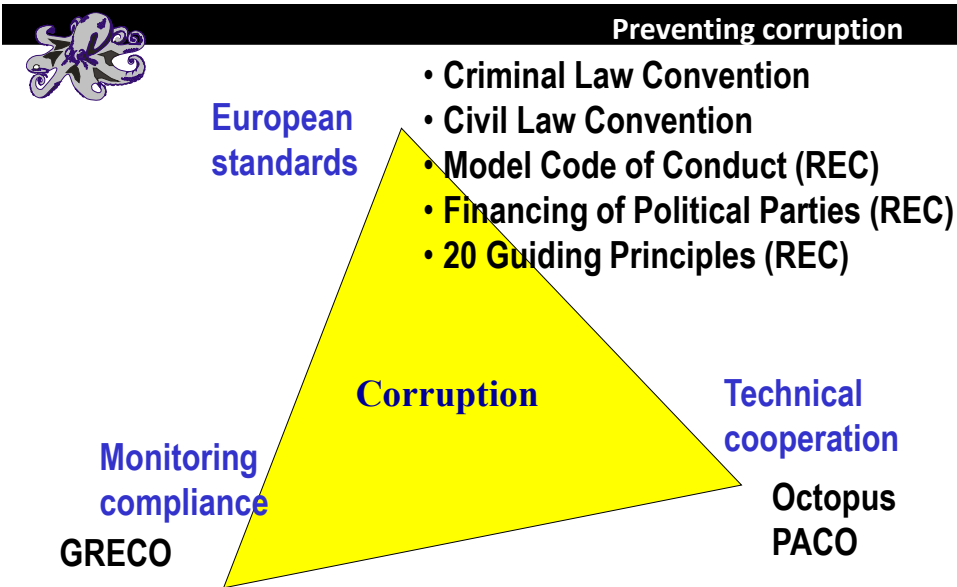 Preventing corruption
European
standards
• Criminal Law Convention
• Civil Law Convention
• Model Code of Conduct (REC)
• Financing of Political Parties (REC)
• 20 Guiding Principles (REC)
Corruption
Technical
cooperation
Octopus
PACO
Monitoring
compliance
GRECO